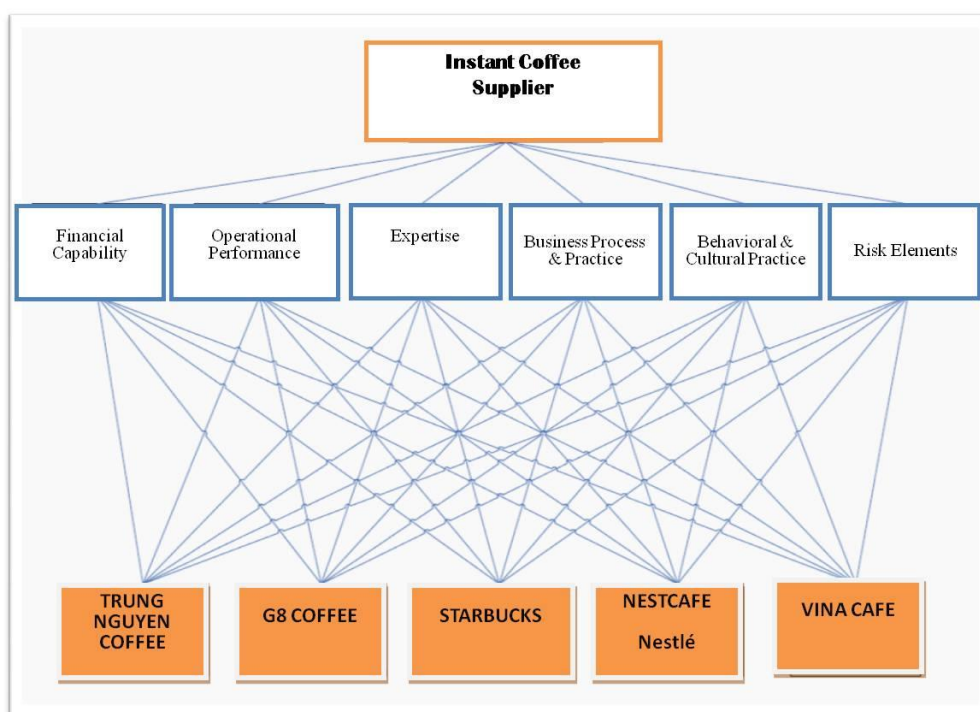 Instant Coffee
Supplier
Financial
Capability
Operational
Performance
Expertise
Business Process
& Practice
Behavioral &
Cultural Practice
Risk Elements
TRUNG
NGUYEN
COFFEE
G8 COFFEE
STARBUCKS
NESTCAFE
Nestlé
VINA CAFE